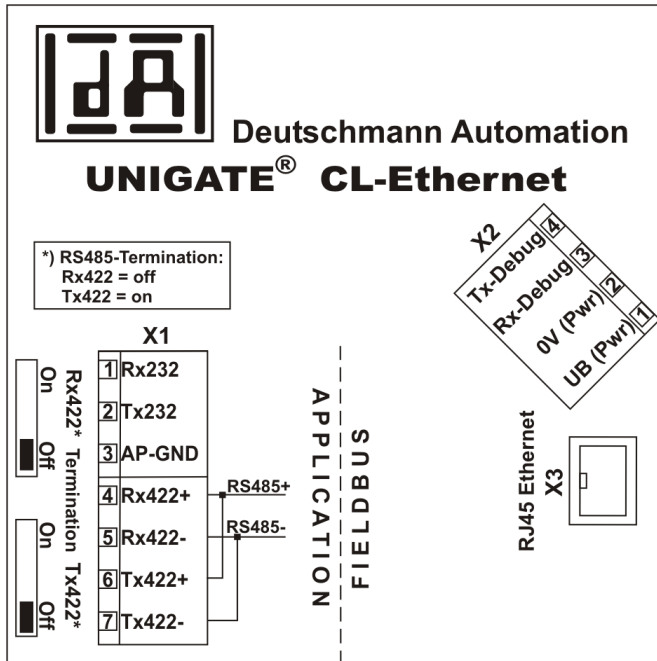 dA
Deutschmann Automation
UNIGATE® CL-Ethernet
*) RS485-Termination:
Rx422 = off
Tx422 = on
X1
1 Rx232
2 Tx232
3 AP-GND
4 Rx422+
5 Rx422-
6 Tx422+
7 Tx422-
RS485+
RS485-
On
Off
Rx422* Termination Tx422*
On
Off
APPLICATION
FIELDBUS
X2
Tx-Debug 4
Rx-Debug 3
0V (Pwr) 2
UB (Pwr) 1
RJ45 Ethernet
X3